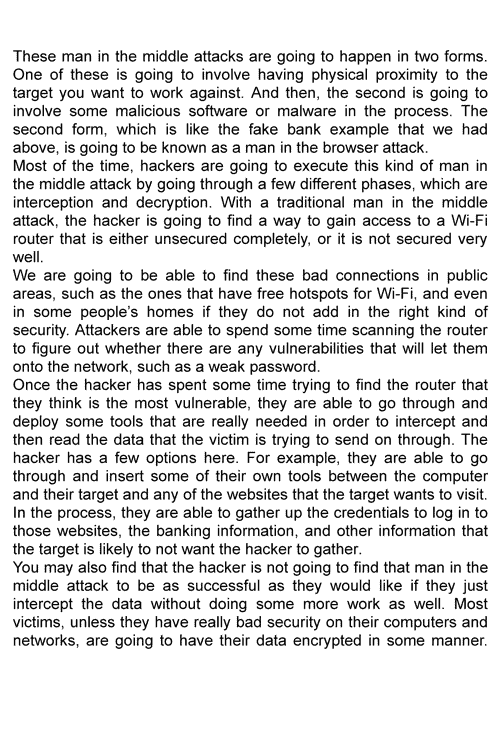 These man in the middle attacks are going to happen in two forms.
One of these is going to involve having physical proximity to the
target you want to work against. And then, the second is going to
involve some malicious software or malware in the process. The
second form, which is like the fake bank example that we had
above, is going to be known as a man in the browser attack.
Most of the time, hackers are going to execute this kind of man in
the middle attack by going through a few different phases, which are
interception and decryption. With a traditional man in the middle
attack, the hacker is going to find a way to gain access to a Wi-Fi
router that is either unsecured completely, or it is not secured very
well.
We are going to be able to find these bad connections in public
areas, such as the ones that have free hotspots for Wi-Fi, and even
in some people’s homes if they do not add in the right kind of
security. Attackers are able to spend some time scanning the router
to figure out whether there are any vulnerabilities that will let them
onto the network, such as a weak password.
Once the hacker has spent some time trying to find the router that
they think is the most vulnerable, they are able to go through and
deploy some tools that are really needed in order to intercept and
then read the data that the victim is trying to send on through. The
hacker has a few options here. For example, they are able to go
through and insert some of their own tools between the computer
and their target and any of the websites that the target wants to visit.
In the process, they are able to gather up the credentials to log in to
those websites, the banking information, and other information that
the target is likely to not want the hacker to gather.
You may also find that the hacker is not going to find that man in the
middle attack to be as successful as they would like if they just
intercept the data without doing some more work as well. Most
victims, unless they have really bad security on their computers and
networks, are going to have their data encrypted in some manner.